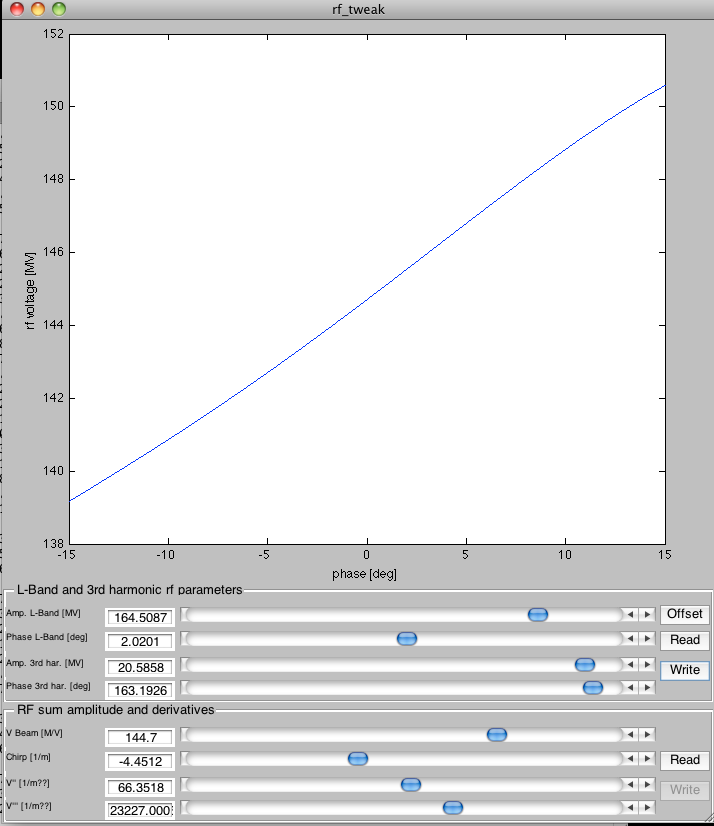 rf_tweak
152
150
148
146
144
142
140
138
rf voltage [MV]
-15 -10 -5 0 5 10 15
phase [deg]
L-Band and 3rd harmonic rf parameters
Amp. L-Band [MV] 164.5087 Offset
Phase L-Band [deg] 2.0201 Read
Amp. 3rd har. [MV] 20.5858 Write
Phase 3rd har. [deg] 163.1926
RF sum amplitude and derivatives
V Beam [M/V] 144.7
Chirp [1/m] -4.4512 Read
V'' [1/m??] 66.3518 Write
V''' [1/m??] 23227.000